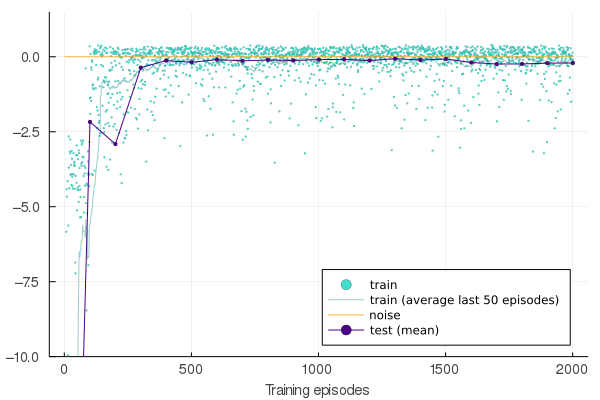 0.0
−2.5
−5.0
−7.5
−10.0
0
500
1000
1500
2000
Training episodes
train
train (average last 50 episodes)
noise
test (mean)